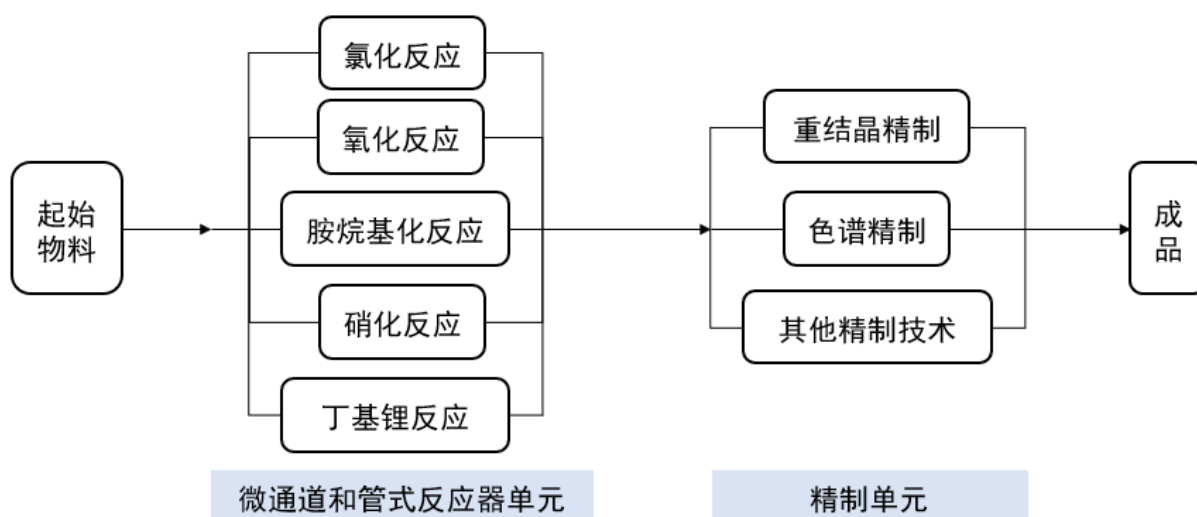 起始
物料
氯化反应
氧化反应
胺烷基化反应
硝化反应
丁基锂反应
微通道和管式反应器单元
重结晶精制
色谱精制
其他精制技术
精制单元
成
品